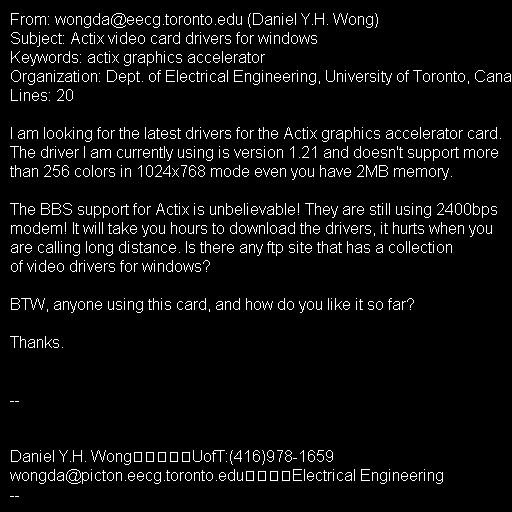 From: wongda@eecg.toronto.edu (Daniel Y.H. Wong)
Subject: Actix video card drivers for windows
Keywords: actix graphics accelerator
Organization: Dept. of Electrical Engineering, University of Toronto, Cana
Lines: 20

I am looking for the latest drivers for the Actix graphics accelerator card.
The driver I am currently using is version 1.21 and doesn't support more
than 256 colors in 1024x768 mode even you have 2MB memory.

The BBS support for Actix is unbelievable! They are still using 2400bps
modem! It will take you hours to download the drivers, it hurts when you
are calling long distance. Is there any ftp site that has a collection
of video drivers for windows?

BTW, anyone using this card, and how do you like it so far?

Thanks.


--


Daniel Y.H. Wong□□□□□UofT:(416)978-1659
wongda@picton.eecg.toronto.edu□□□□Electrical Engineering
--